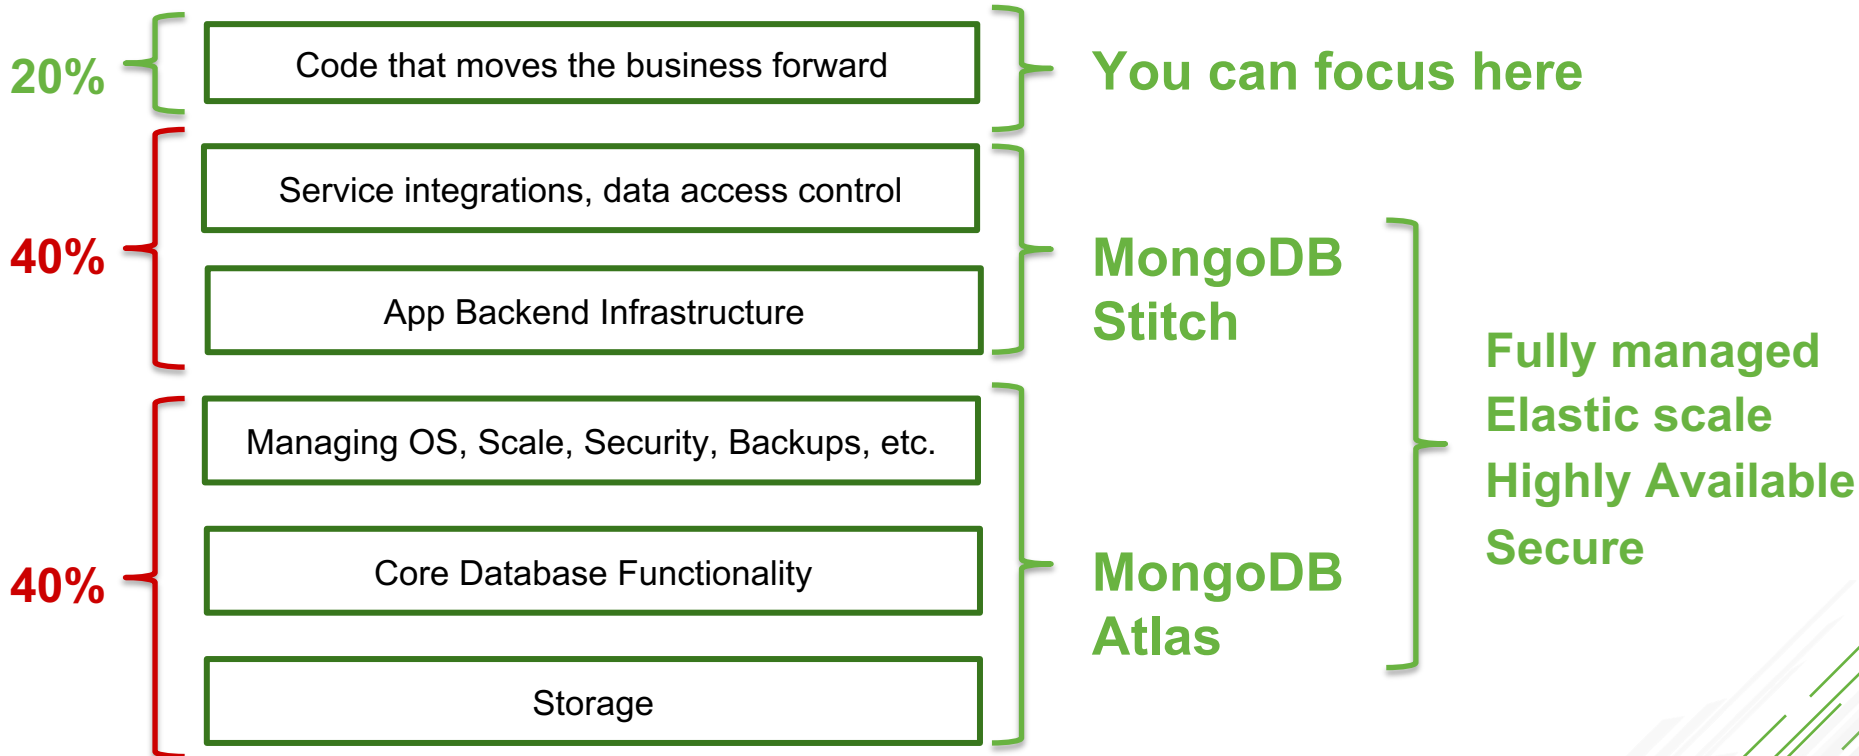 20%
Code that moves the business forward
You can focus here
40%
Service integrations, data access control
App Backend Infrastructure
MongoDB
Stitch
40%
Managing OS, Scale, Security, Backups, etc.
Core Database Functionality
Storage
MongoDB
Atlas
Fully managed
Elastic scale
Highly Available
Secure